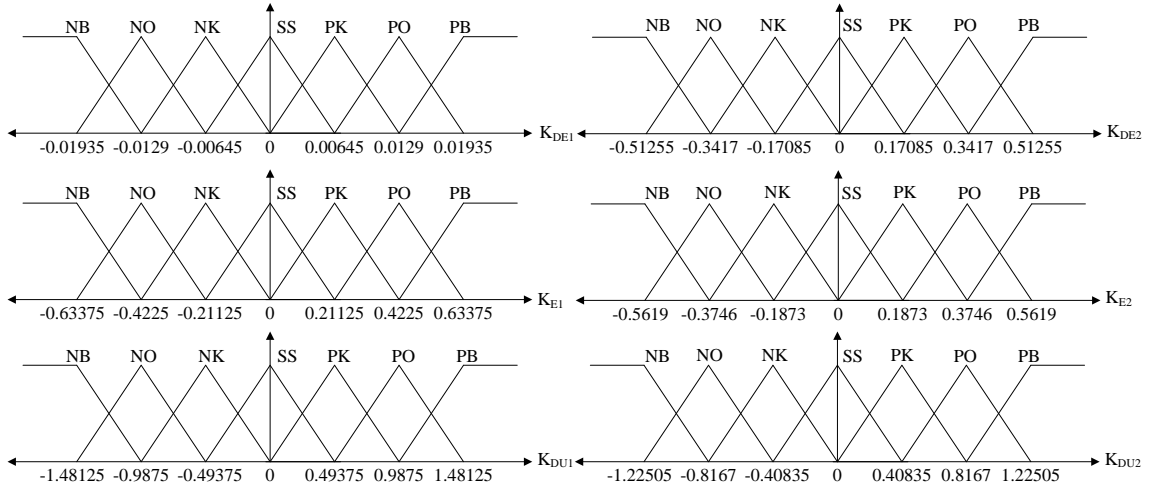 NB NO NK SS PK PO PB
-0.01935 -0.0129 -0.00645 0 0.00645 0.0129 0.01935
K_DE1
NB NO NK SS PK PO PB
-0.51255 -0.3417 -0.17085 0 0.17085 0.3417 0.51255
K_DE2
NB NO NK SS PK PO PB
-0.63375 -0.4225 -0.21125 0 0.21125 0.4225 0.63375
K_E1
NB NO NK SS PK PO PB
-0.5619 -0.3746 -0.1873 0 0.1873 0.3746 0.5619
K_E2
NB NO NK SS PK PO PB
-1.48125 -0.9875 -0.49375 0 0.49375 0.9875 1.48125
K_DU1
NB NO NK SS PK PO PB
-1.22505 -0.8167 -0.40835 0 0.40835 0.8167 1.22505
K_DU2